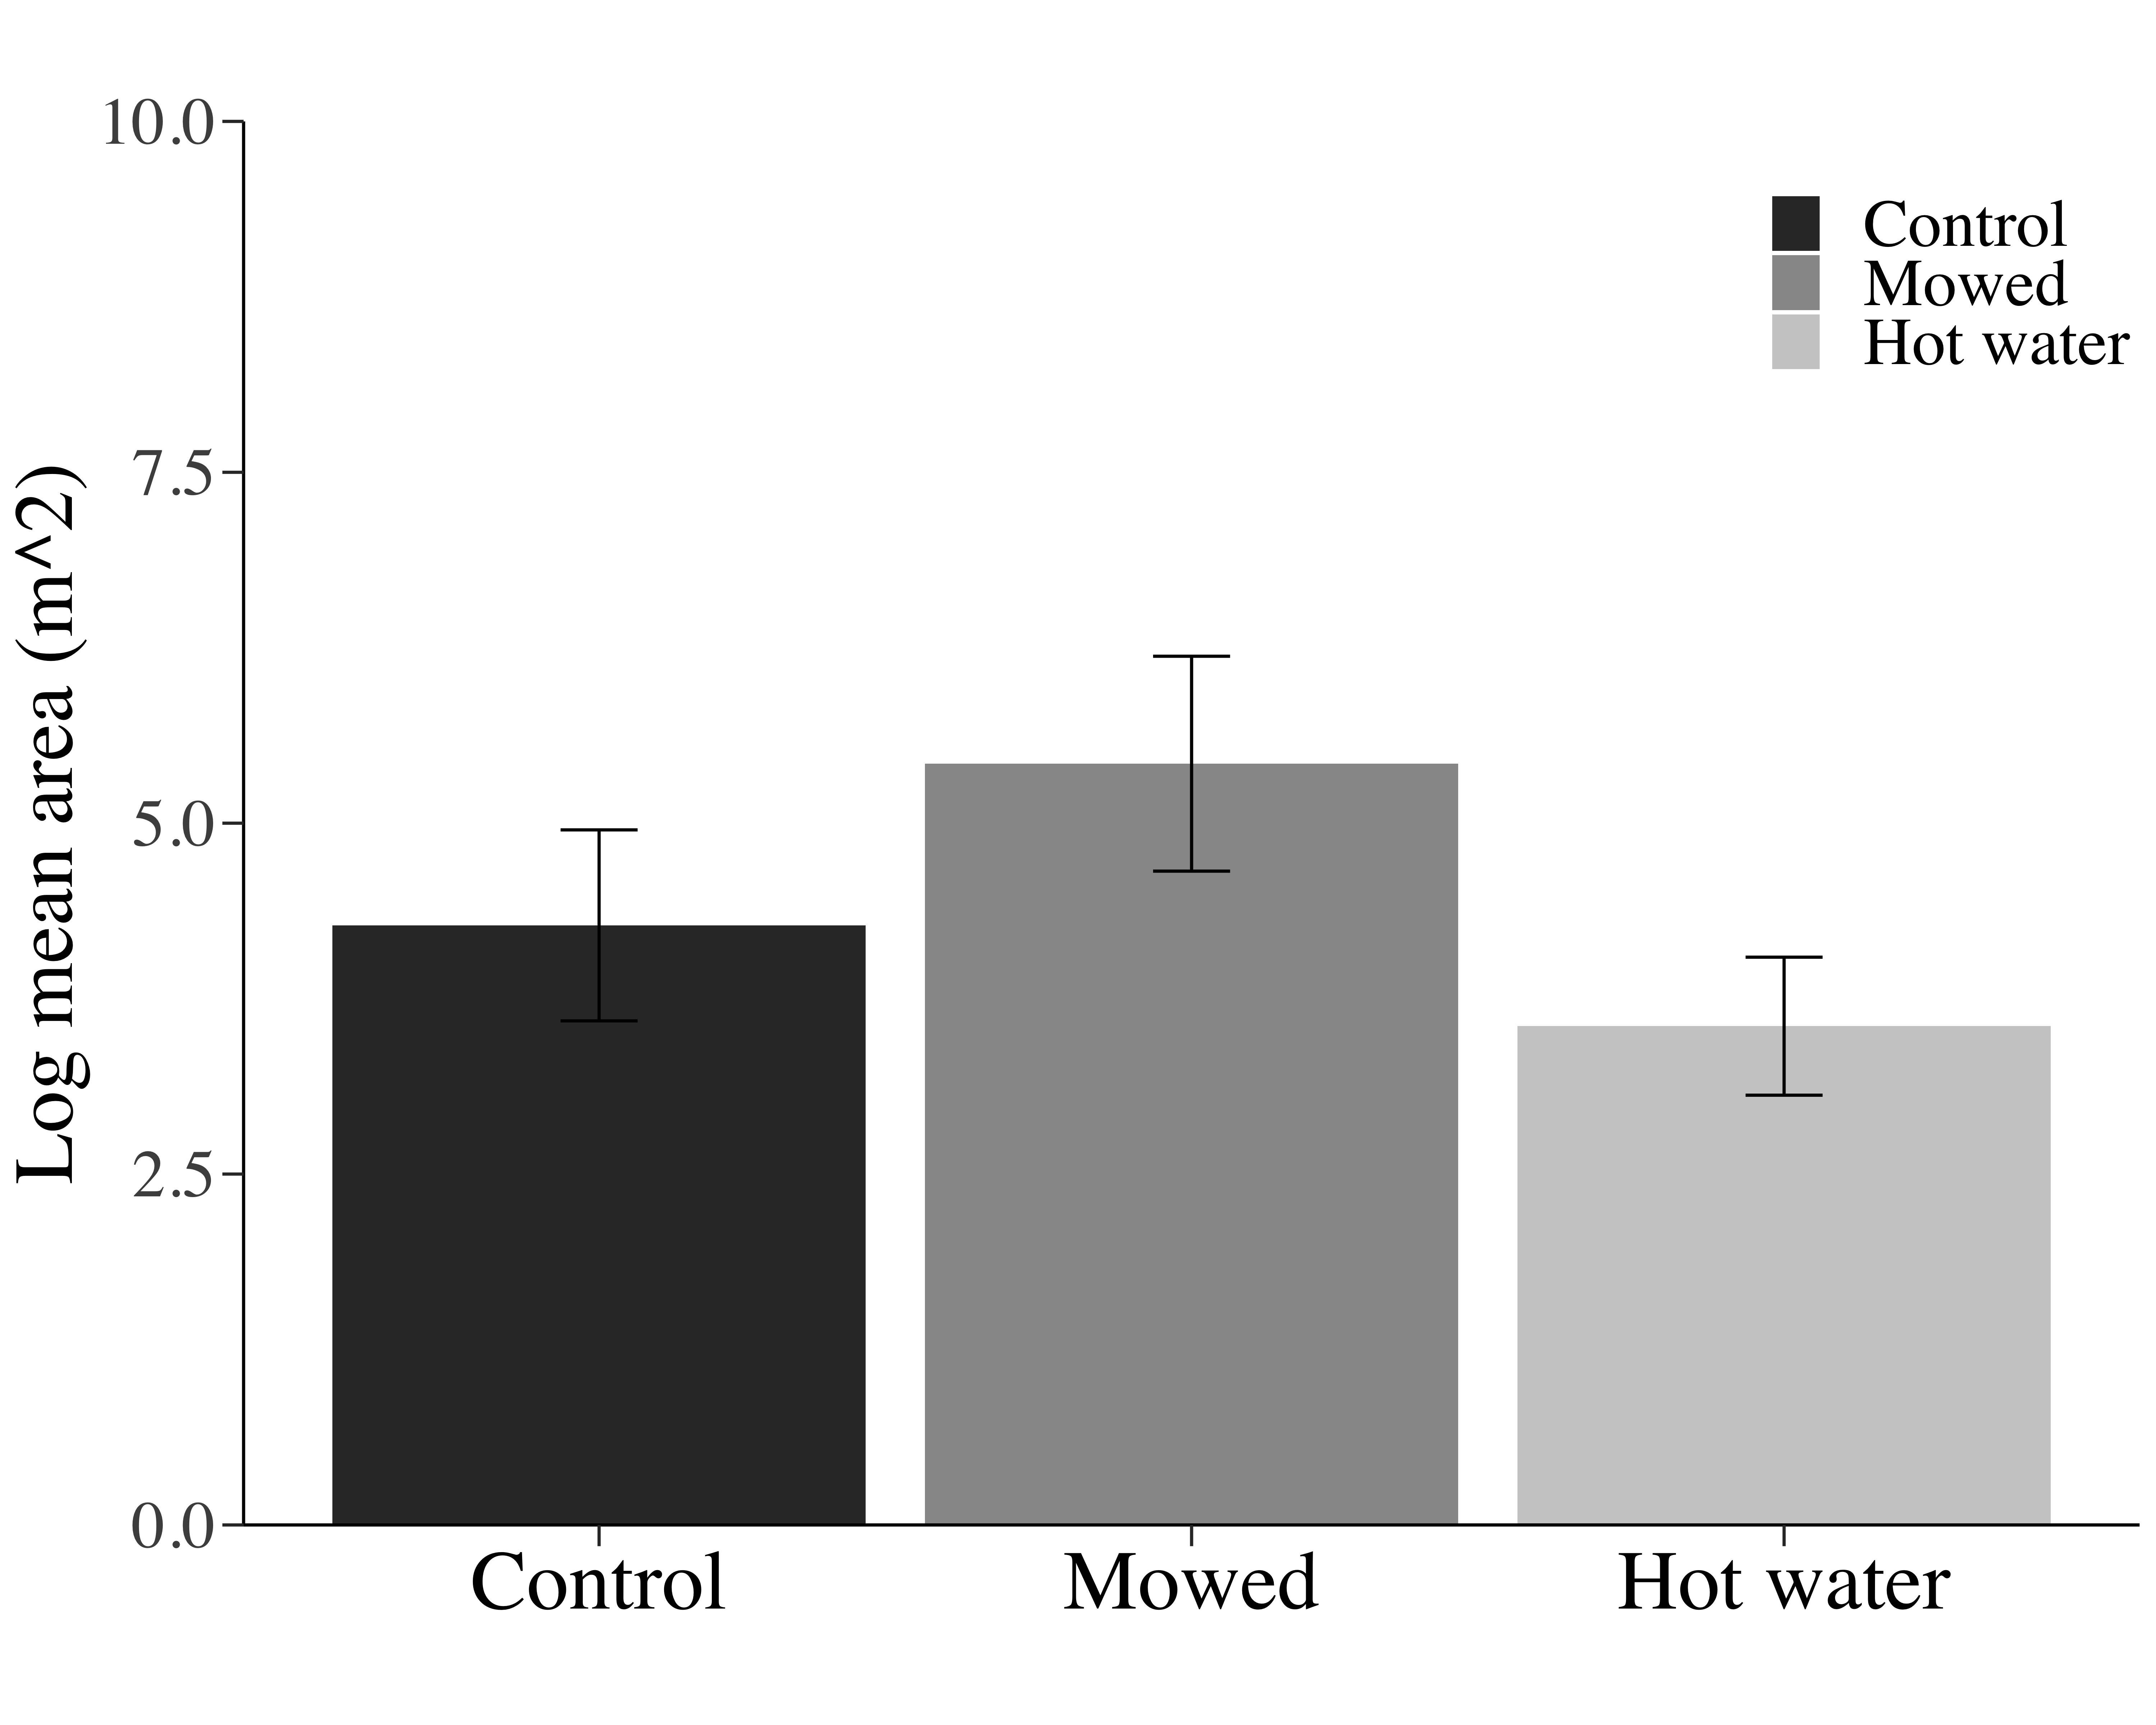 10.0
7.5
5.0
2.5
0.0
Log mean area (m^2)
Control
Mowed
Hot water
Control
Mowed
Hot water